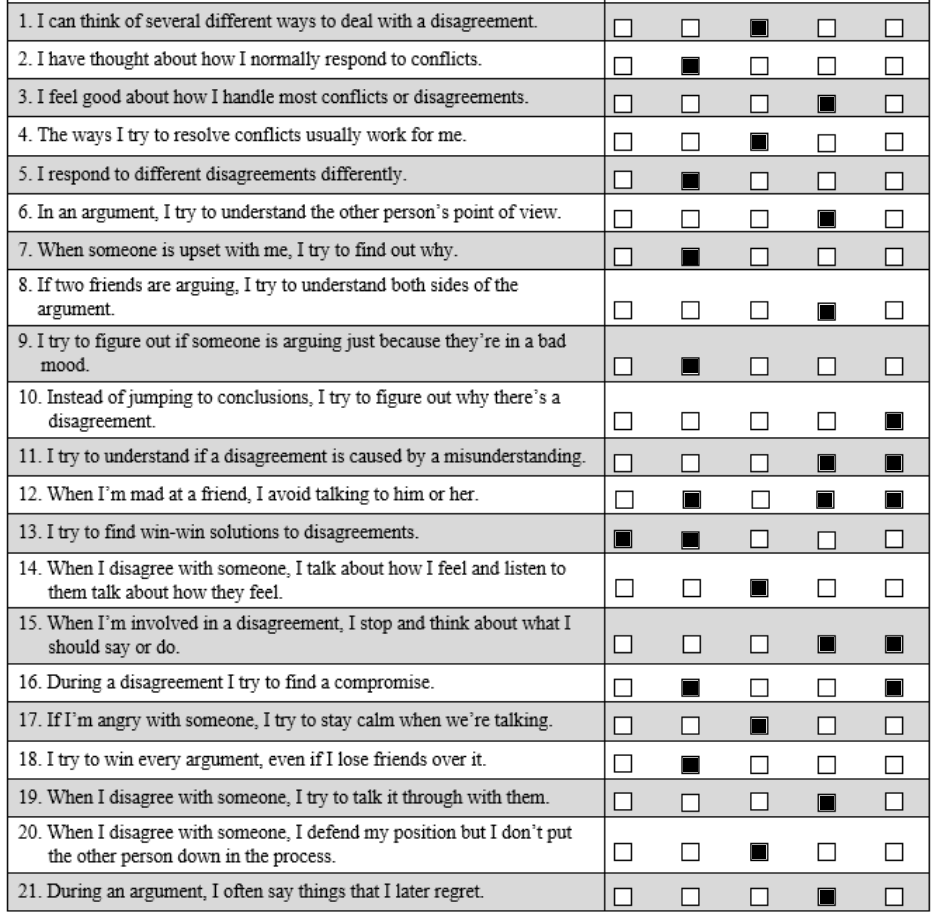 1. I can think of several different ways to deal with a disagreement.
2. I have thought about how I normally respond to conflicts.
3. I feel good about how I handle most conflicts or disagreements.
4. The ways I try to resolve conflicts usually work for me.
5. I respond to different disagreements differently.
6. In an argument, I try to understand the other person’s point of view.
7. When someone is upset with me, I try to find out why.
8. If two friends are arguing, I try to understand both sides of the
argument.
9. I try to figure out if someone is arguing just because they’re in a bad
mood.
10. Instead of jumping to conclusions, I try to figure out why there’s a
disagreement.
11. I try to understand if a disagreement is caused by a misunderstanding.
12. When I’m mad at a friend, I avoid talking to him or her.
13. I try to find win-win solutions to disagreements.
14. When I disagree with someone, I talk about how I feel and listen to
them talk about how they feel.
15. When I’m involved in a disagreement, I stop and think about what I
should say or do.
16. During a disagreement I try to find a compromise.
17. If I’m angry with someone, I try to stay calm when we’re talking.
18. I try to win every argument, even if I lose friends over it.
19. When I disagree with someone, I try to talk it through with them.
20. When I disagree with someone, I defend my position but I don’t put
the other person down in the process.
21. During an argument, I often say things that I later regret.